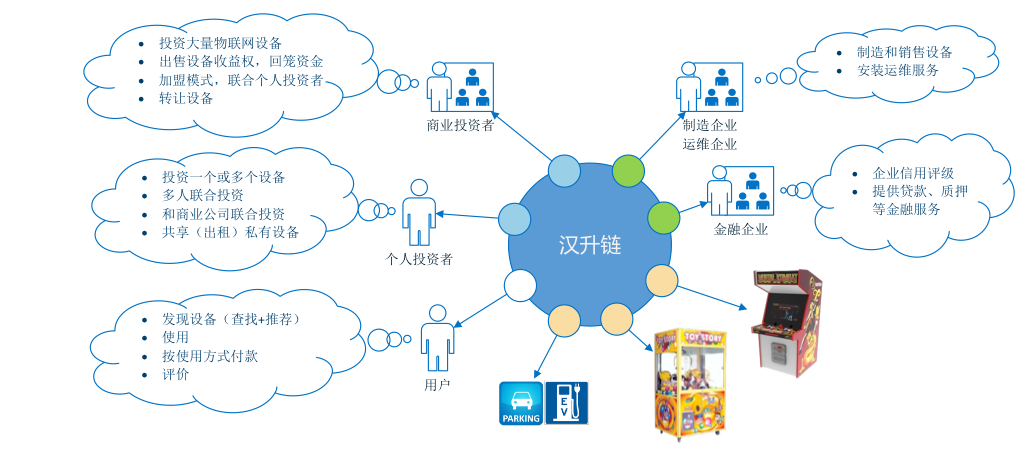 投资大量物联网设备
出售设备收益权，回笼资金
加盟模式，联合个人投资者
转让设备
商业投资者
制造和销售设备
安装运维服务
制造企业
运维企业
投资一个或多个设备
多人联合投资
和商业公司联合投资
共享（出租）私有设备
个人投资者
企业信用评级
提供贷款、质押
等金融服务
金融企业
汉升链
发现设备（查找+推荐）
使用
按使用方式付款
评价
用户
PARKING
EV
TOY STORY